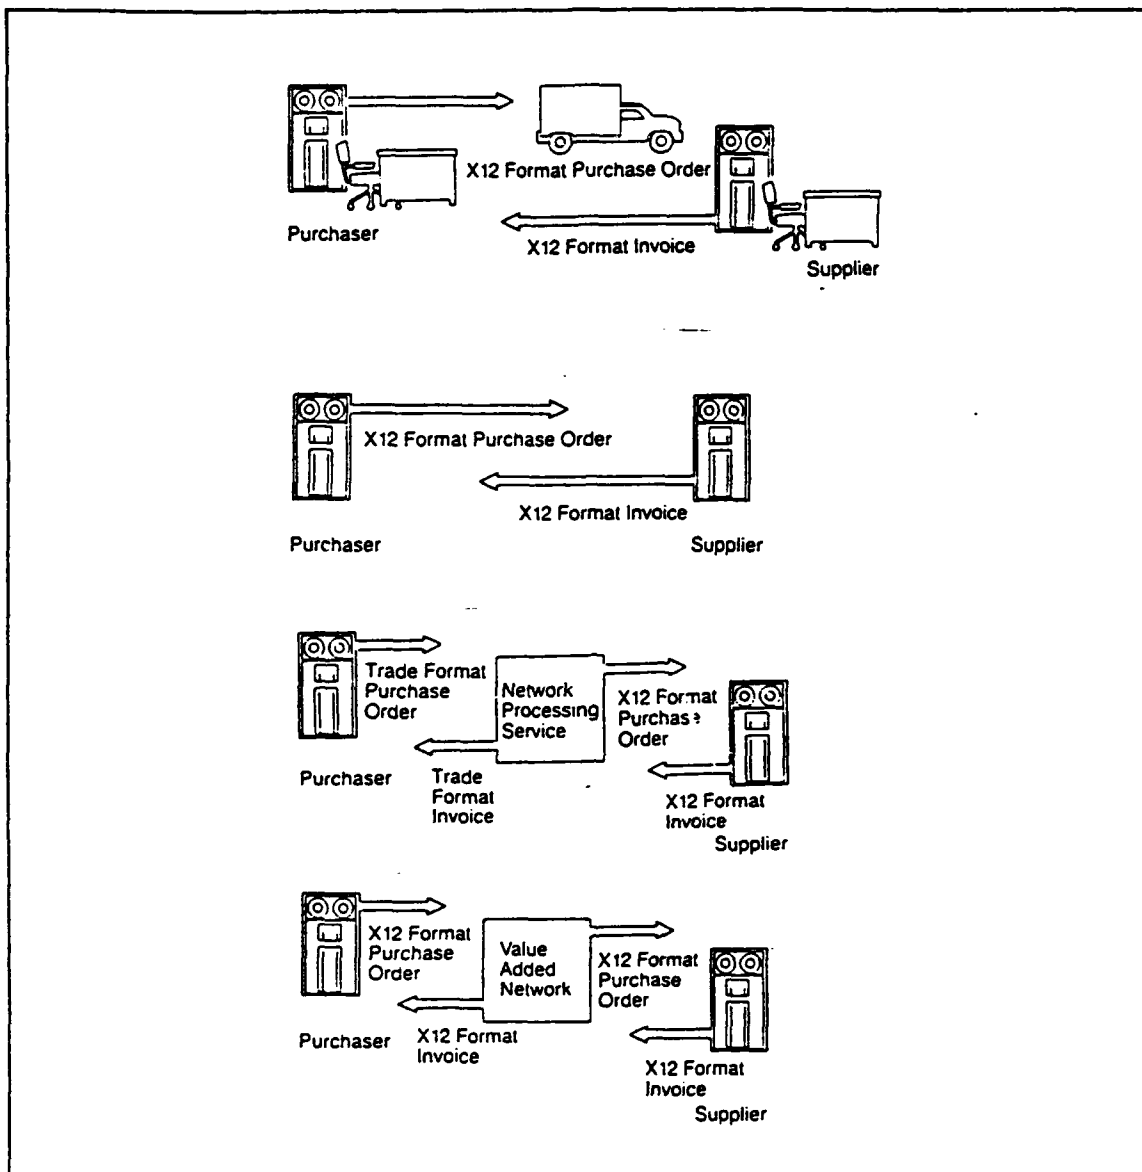 X12 Format Purchase Order
Purchaser
X12 Format Invoice
Supplier
X12 Format Purchase Order
X12 Format Invoice
Purchaser
Supplier
Trade Format
Purchase
Order
Network
Processing
Service
X12 Format
Purchase
Order
Purchaser
Trade
Format
Invoice
X12 Format
Invoice
Supplier
X12 Format
Purchase
Order
Value
Added
Network
X12 Format
Purchase
Order
Purchaser
X12 Format
Invoice
X12 Format
Invoice
Supplier